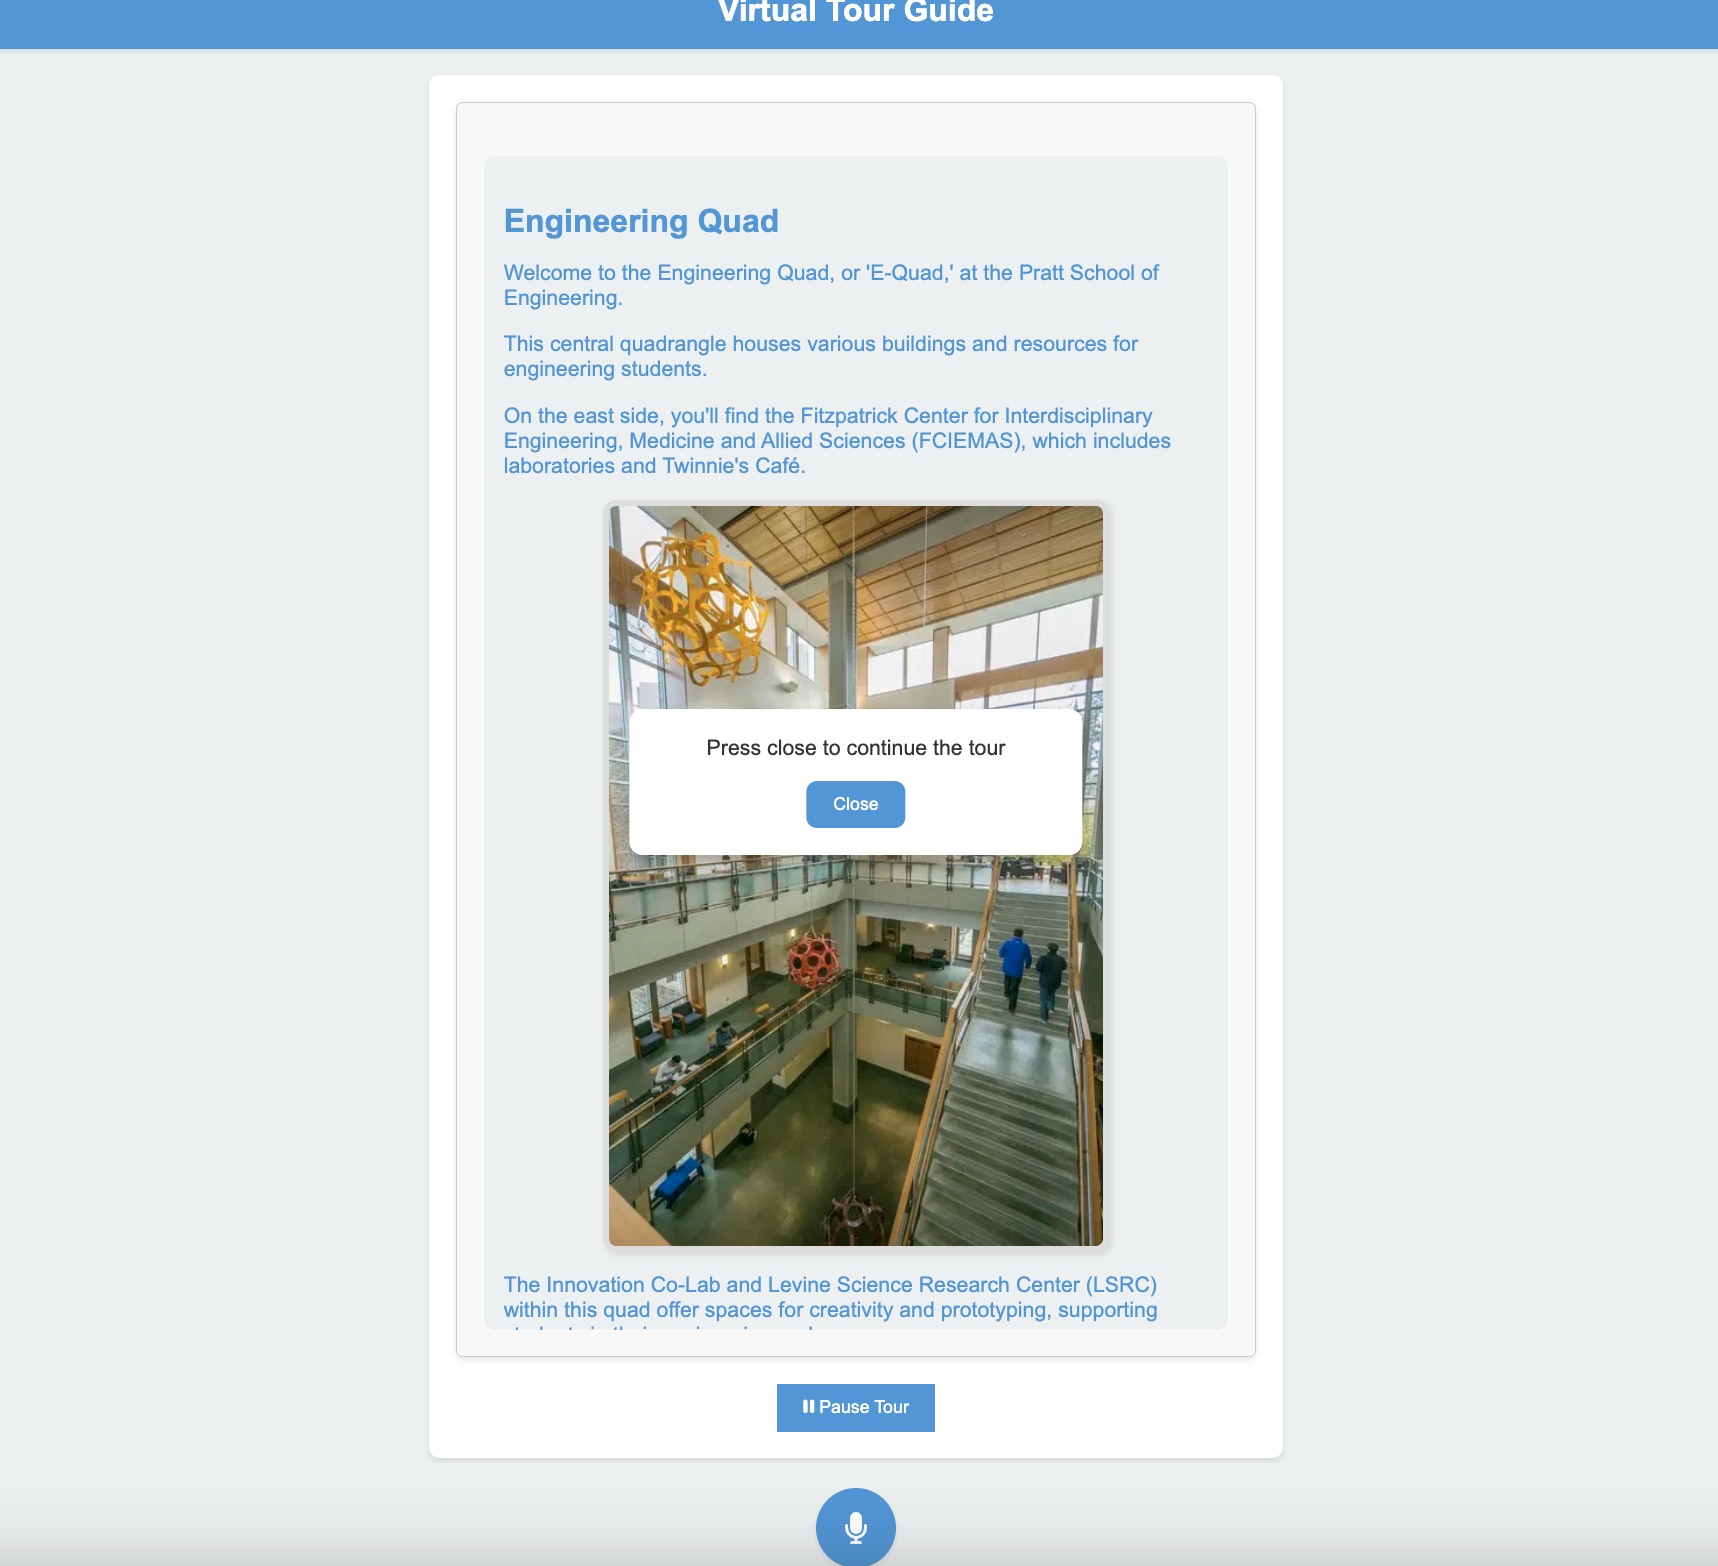 Virtual Tour Guide
Engineering Quad
Welcome to the Engineering Quad, or 'E-Quad,' at the Pratt School of
Engineering.
This central quadrangle houses various buildings and resources for
engineering students.
On the east side, you'll find the Fitzpatrick Center for Interdisciplinary
Engineering, Medicine and Allied Sciences (FCIEMAS), which includes
laboratories and Twinnie's Café.
Press close to continue the tour
Close
The Innovation Co-Lab and Levine Science Research Center (LSRC)
within this quad offer spaces for creativity and prototyping, supporting
Pause Tour